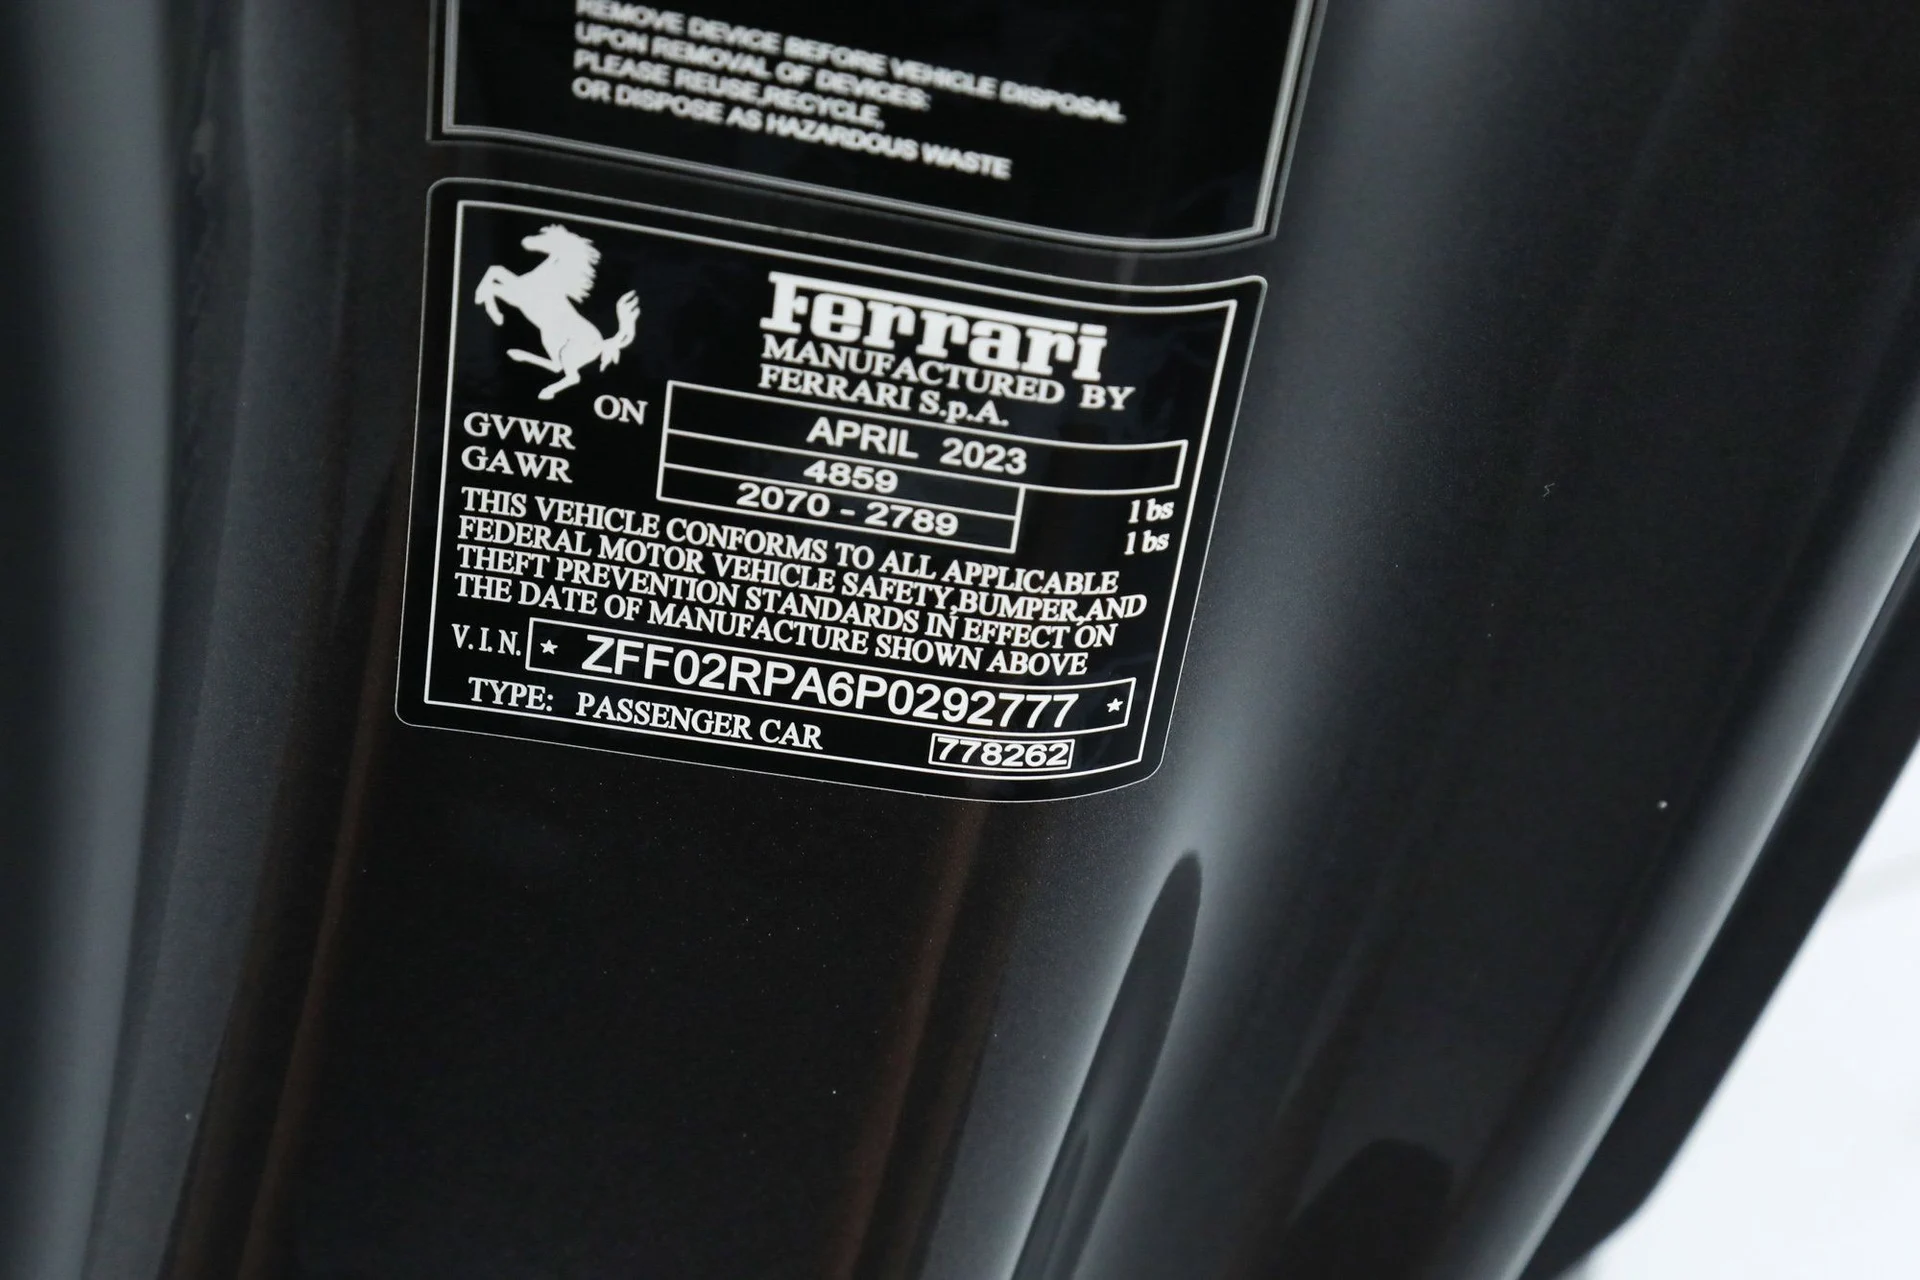 REMOVE DEVICE BEFORE VEHICLE DISPOSAL
UPON REMOVAL OF DEVICES:
PLEASE REUSE,RECYCLE,
OR DISPOSE AS HAZARDOUS WASTE
Ferrari
MANUFACTURED BY
FERRARI S.p.A.
ON APRIL 2023
GVWR 4859 lbs
GAWR 2070 - 2789 lbs
THIS VEHICLE CONFORMS TO ALL APPLICABLE
FEDERAL MOTOR VEHICLE SAFETY,BUMPER,AND
THEFT PREVENTION STANDARDS IN EFFECT ON
THE DATE OF MANUFACTURE SHOWN ABOVE
V.I.N. ★ ZFF02RPA6P0292777 ★
TYPE: PASSENGER CAR 778262